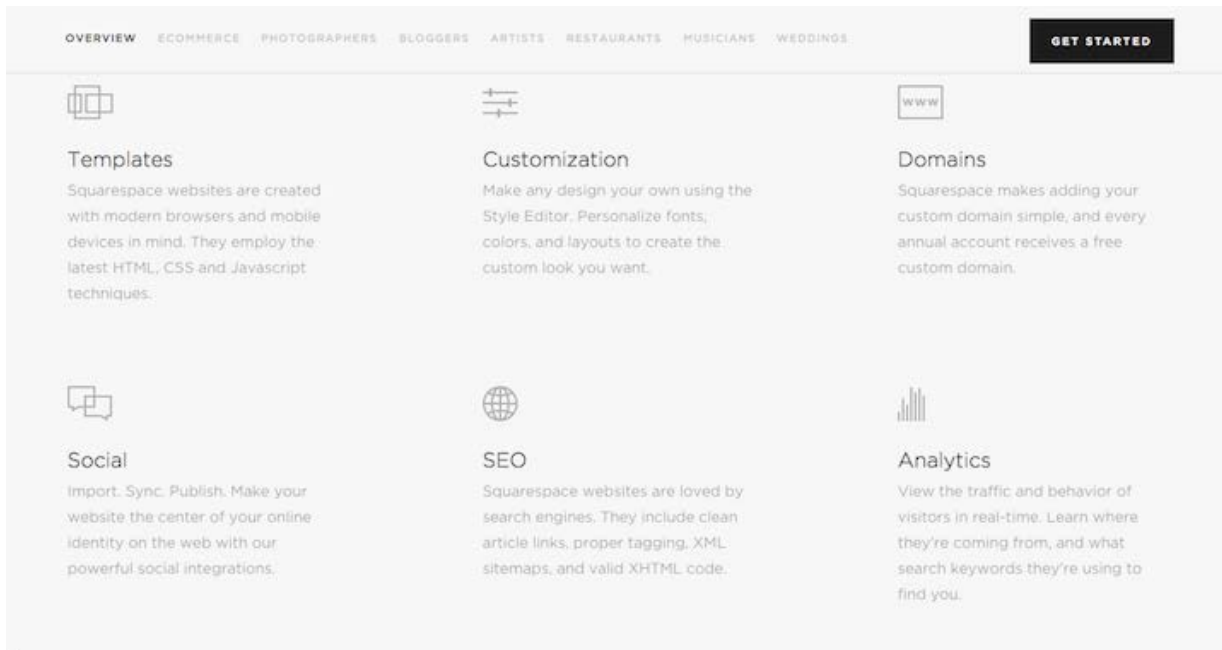 OVERVIEW ECOMMERCE PHOTOGRAPHERS BLOGGERS ARTISTS RESTAURANTS MUSICIANS WEDDINGS GET STARTED
Templates
Squarespace websites are created
with modern browsers and mobile
devices in mind. They employ the
latest HTML, CSS and Javascript
techniques.
Customization
Make any design your own using the
Style Editor. Personalize fonts,
colors, and layouts to create the
custom look you want.
WWW
Domains
Squarespace makes adding your
custom domain simple, and every
annual account receives a free
custom domain.
Social
Import. Sync. Publish. Make your
website the center of your online
identity on the web with our
powerful social integrations.
SEO
Squarespace websites are loved by
search engines. They include clean
article links, proper tagging, XML
sitemaps, and valid XHTML code.
Analytics
View the traffic and behavior of
visitors in real-time. Learn where
they're coming from, and what
search keywords they're using to
find you.